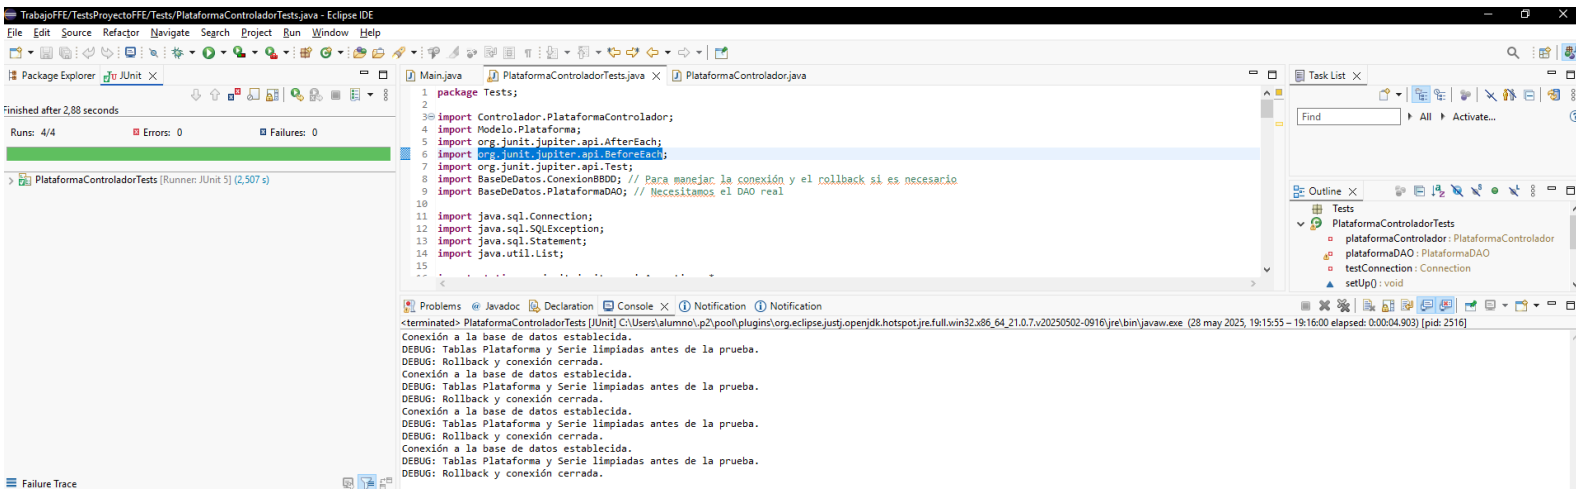 TrabajoFFE/TestsProyectoFFE/Tests/PlataformaControladorTests.java - Eclipse IDE
File Edit Source Refactor Navigate Search Project Run Window Help
Package Explorer JUnit
Finished after 2,88 seconds
Runs: 4/4 Errors: 0 Failures: 0
PlataformaControladorTests [Runner: JUnit 5] (2,507 s)
Failure Trace
Main.java PlataformaControladorTests.java PlataformaControlador.java
1 package Tests;
2
3 import Controlador.PlataformaControlador;
4 import Modelo.Plataforma;
5 import org.junit.jupiter.api.AfterEach;
6 import org.junit.jupiter.api.BeforeEach;
7 import org.junit.jupiter.api.Test;
8 import BaseDeDatos.ConexionBBDD; // Para manejar la conexión y el rollback si es necesario
9 import BaseDeDatos.PlataformaDAO; // Necesitamos el DAO real
10
11 import java.sql.Connection;
12 import java.sql.SQLException;
13 import java.sql.Statement;
14 import java.util.List;
15
Task List
Find All Activate...
Outline
Tests
PlataformaControladorTests
plataformaControlador : PlataformaControlador
plataformaDAO : PlataformaDAO
testConnection : Connection
setUp() : void
Problems Javadoc Declaration Console Notification Notification
<terminated> PlataformaControladorTests [JUnit] C:\Users\alumno\.p2\pool\plugins\org.eclipse.justj.openjdk.hotspot.jre.full.win32.x86_64_21.0.7.v20250502-0916\jre\bin\javaw.exe (28 may 2025, 19:15:55 – 19:16:00 elapsed: 0:00:04.903) [pid: 2516]
Conexión a la base de datos establecida.
DEBUG: Tablas Plataforma y Serie limpiadas antes de la prueba.
DEBUG: Rollback y conexión cerrada.
Conexión a la base de datos establecida.
DEBUG: Tablas Plataforma y Serie limpiadas antes de la prueba.
DEBUG: Rollback y conexión cerrada.
Conexión a la base de datos establecida.
DEBUG: Tablas Plataforma y Serie limpiadas antes de la prueba.
DEBUG: Rollback y conexión cerrada.
Conexión a la base de datos establecida.
DEBUG: Tablas Plataforma y Serie limpiadas antes de la prueba.
DEBUG: Rollback y conexión cerrada.